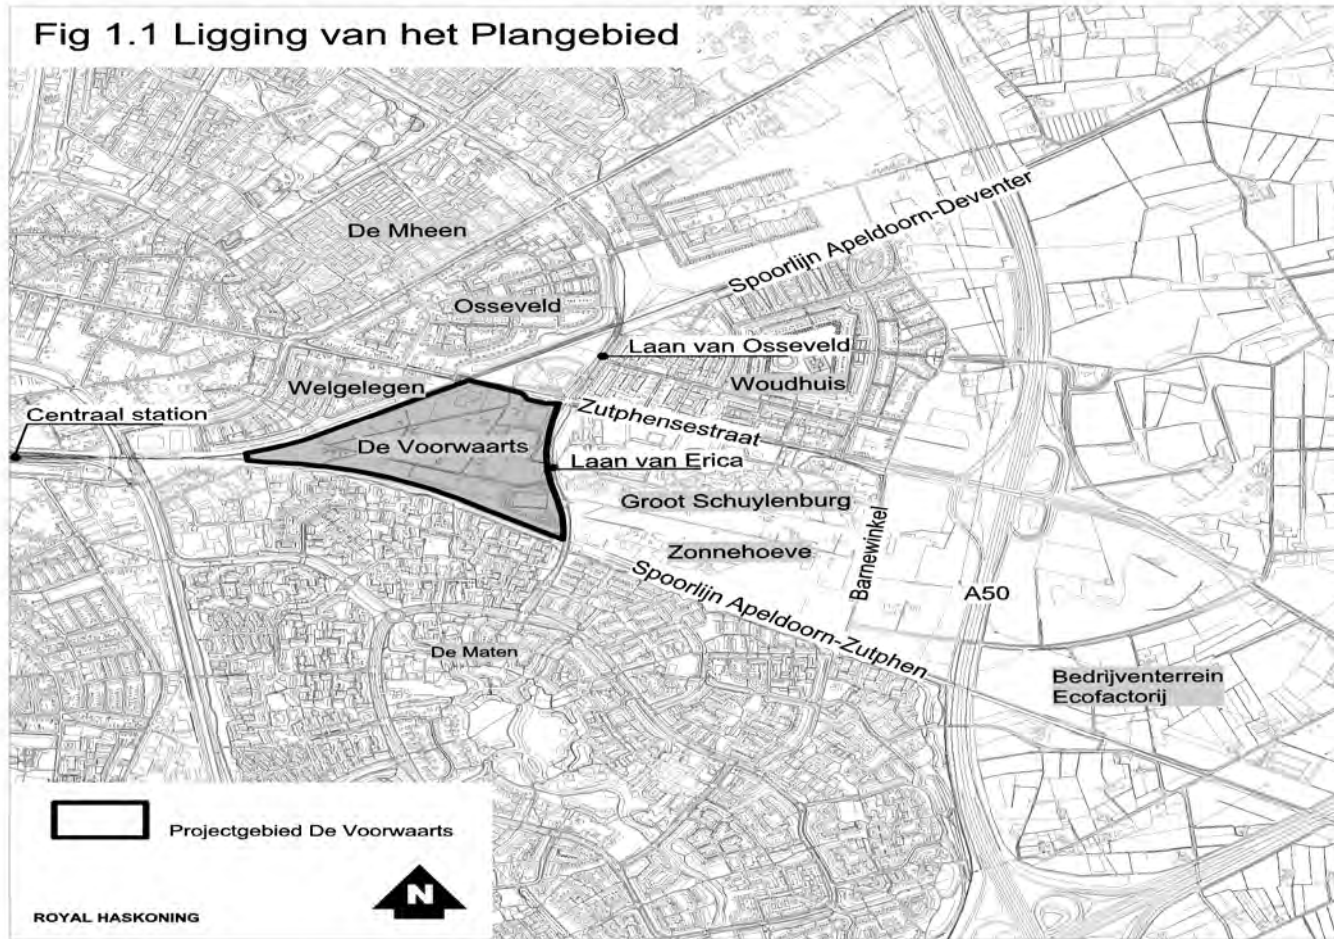 Fig 1.1 Ligging van het Plangebied
De Mheen
Spoorlijn Apeldoorn-Deventer
Osseveld
Laan van Osseveld
Welgelegen
Woudhuis
Centraal station
Zutphensestraat
De Voorwaarts
Laan van Erica
Groot Schuylenburg
Barnewinkel
Zonnehoeve
Spoorlijn Apeldoorn-Zutphen
A50
De Maten
Bedrijventerrein
Ecofactorij
Projectgebied De Voorwaarts
N
ROYAL HASKONING